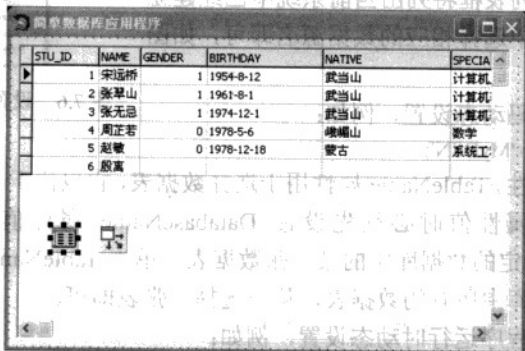 简单数据库应用程序
STU_ID NAME GENDER BIRTHDAY NATIVE SPECIA
1 宋远桥 1 1954-8-12 武当山 计算机
2 张翠山 1 1961-8-1 武当山 计算机
3 张无忌 1 1974-12-1 武当山 计算机
4 周芷若 0 1978-5-6 峨嵋山 数学
5 赵敏 0 1978-12-18 蒙古 系统工
6 殷离